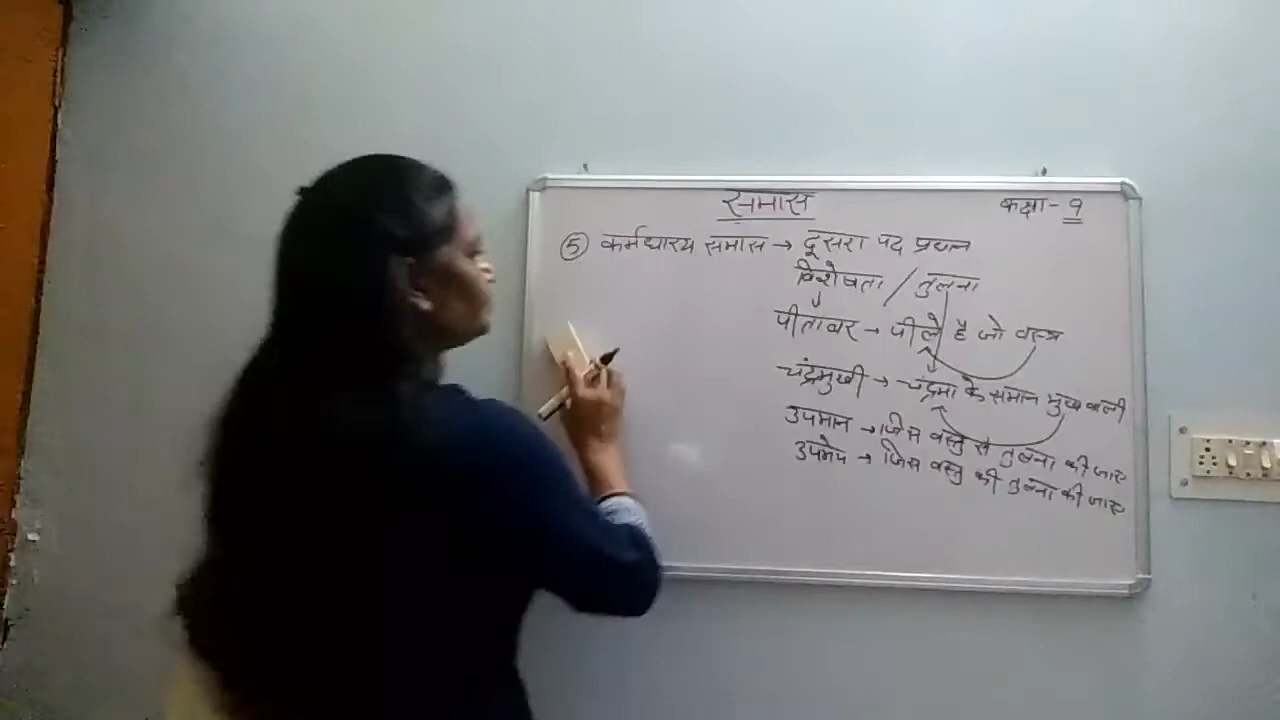 समास
कक्षा - ९
⑤ कर्मधारय समास → दूसरा पद प्रधान
विशेषता / तुलना
पीतांबर → पीले है जो वस्त्र
चंद्रमुखी → चंद्रमा के समान मुख वाली
उपमान → जिस वस्तु से तुलना की जाए
उपमेय → जिस वस्तु की तुलना की जाए